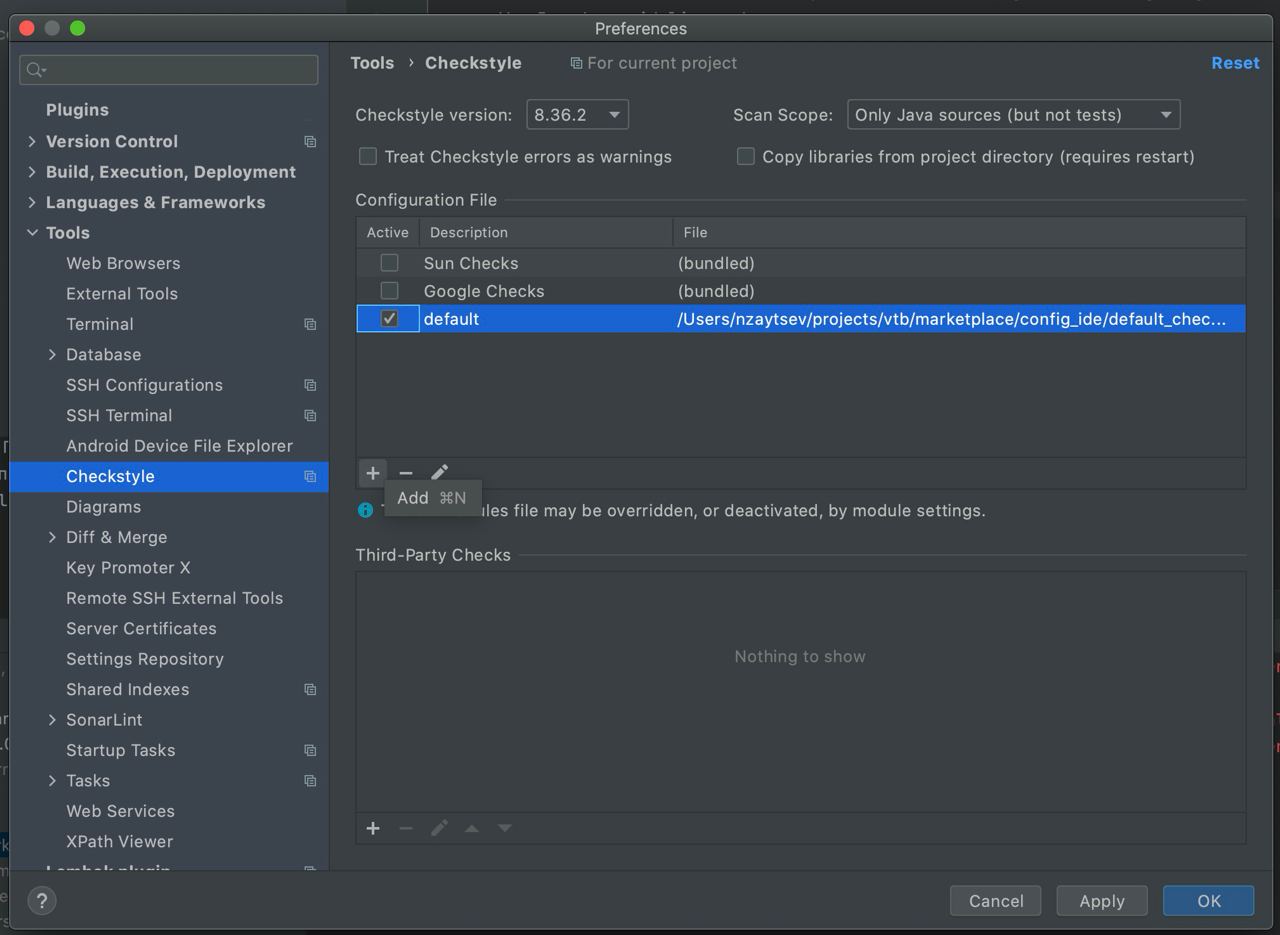 Preferences
Tools › Checkstyle For current project Reset
Plugins
Version Control
Build, Execution, Deployment
Languages & Frameworks
Tools
Web Browsers
External Tools
Terminal
Database
SSH Configurations
SSH Terminal
Android Device File Explorer
Checkstyle
Diagrams
Diff & Merge
Key Promoter X
Remote SSH External Tools
Server Certificates
Settings Repository
Shared Indexes
SonarLint
Startup Tasks
Tasks
Web Services
XPath Viewer
Lombok plugin
Checkstyle version: 8.36.2 Scan Scope: Only Java sources (but not tests)
Treat Checkstyle errors as warnings Copy libraries from project directory (requires restart)
Configuration File
Active Description File
Sun Checks (bundled)
Google Checks (bundled)
default /Users/nzaytsev/projects/vtb/marketplace/config_ide/default_chec...
Add ⌘N
file may be overridden, or deactivated, by module settings.
Third-Party Checks
Nothing to show
? Cancel Apply OK